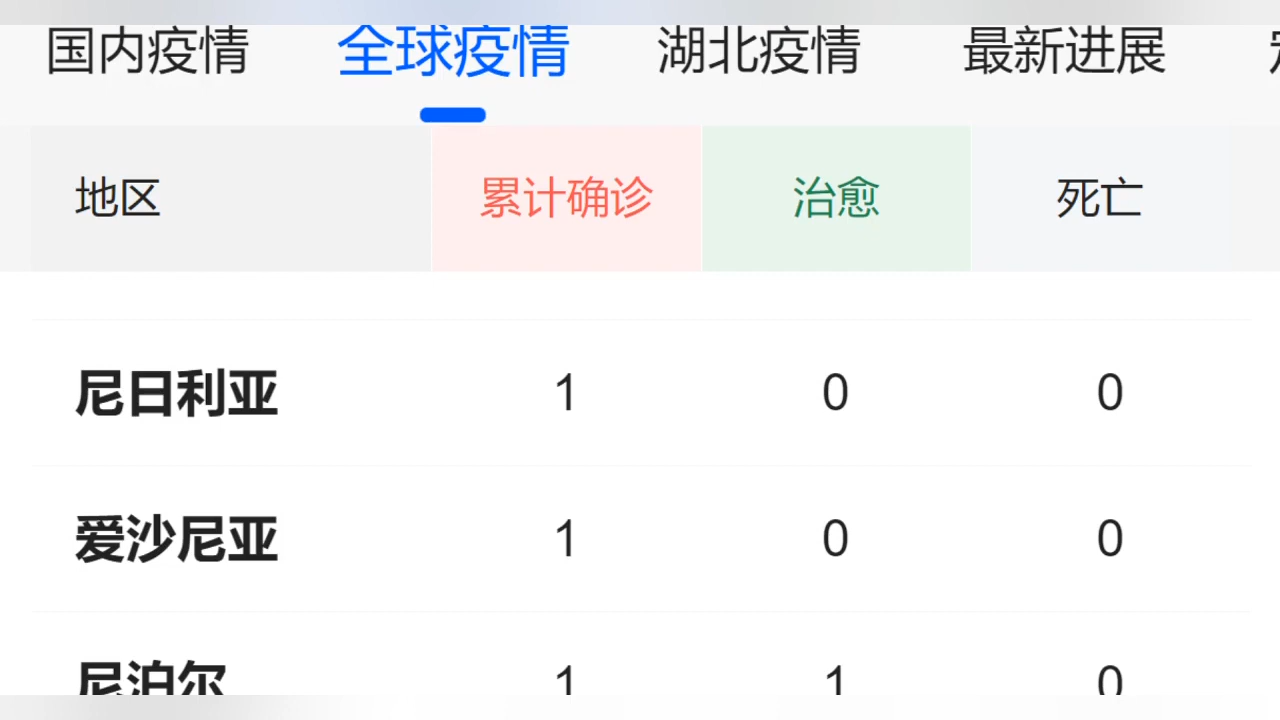 国内疫情 全球疫情 湖北疫情 最新进展
地区 累计确诊 治愈 死亡
尼日利亚 1 0 0
爱沙尼亚 1 0 0
尼泊尔 1 1 0